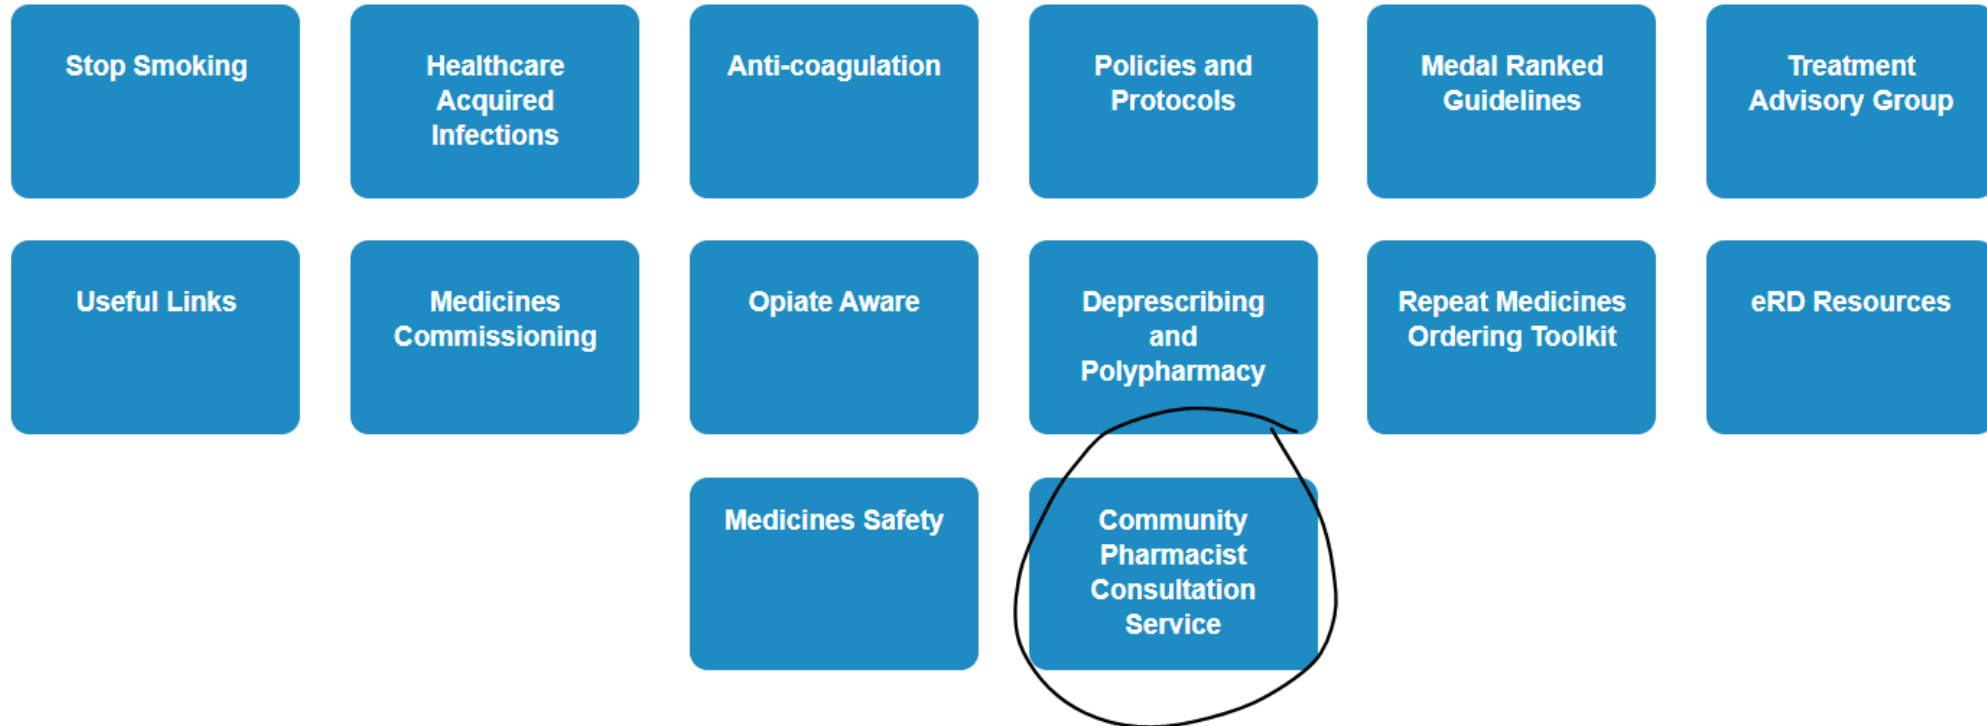 Stop Smoking
Healthcare
Acquired
Infections
Anti-coagulation
Policies and
Protocols
Medal Ranked
Guidelines
Treatment
Advisory Group
Useful Links
Medicines
Commissioning
Opiate Aware
Deprescribing
and
Polypharmacy
Repeat Medicines
Ordering Toolkit
eRD Resources
Medicines Safety
Community
Pharmacist
Consultation
Service